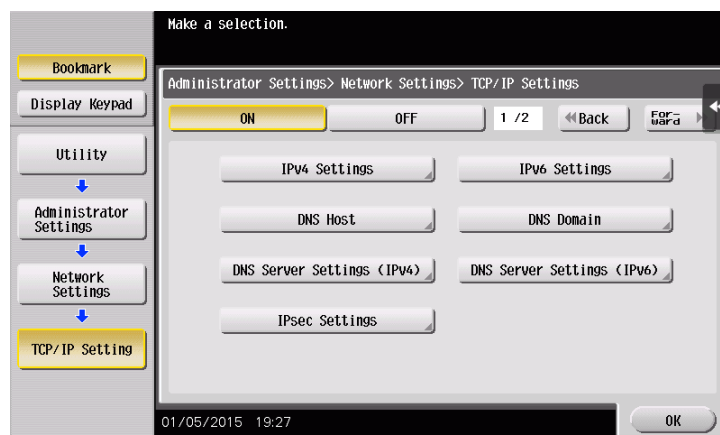 Make a selection.
Bookmark
Display Keypad
Utility
Administrator
Settings
Network
Settings
TCP/IP Setting
Administrator Settings> Network Settings> TCP/IP Settings
ON
OFF
1 /2
Back
For-
ward
IPv4 Settings
IPv6 Settings
DNS Host
DNS Domain
DNS Server Settings (IPv4)
DNS Server Settings (IPv6)
IPsec Settings
01/05/2015 19:27
OK